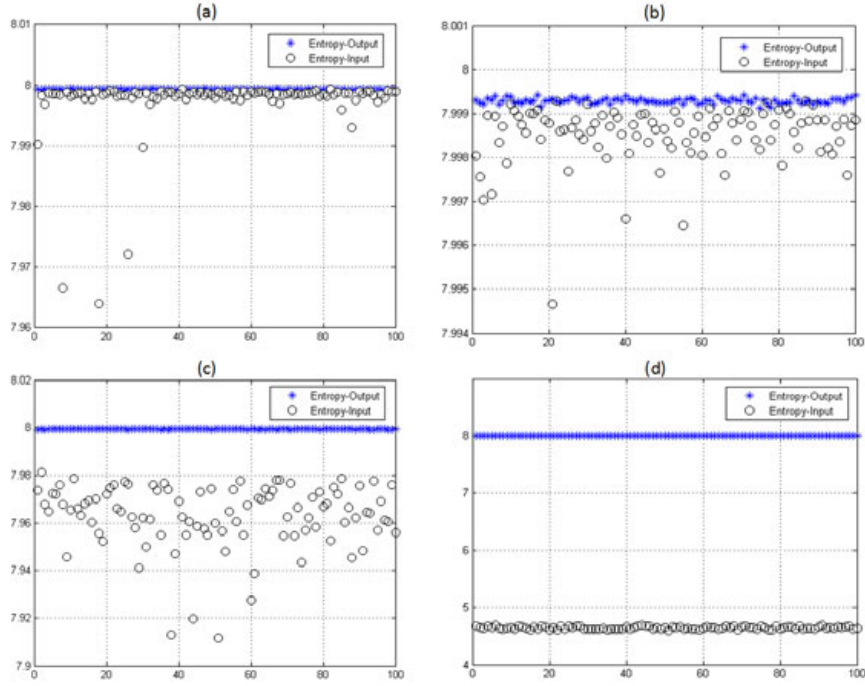 (a)
8.01
8
7.99
7.98
7.97
7.96
0 20 40 60 80 100
Entropy-Output
Entropy-Input
(b)
8.001
8
7.999
7.998
7.997
7.996
7.995
7.994
0 20 40 60 80 100
Entropy-Output
Entropy-Input
(c)
8.02
8
7.98
7.96
7.94
7.92
7.9
0 20 40 60 80 100
Entropy-Output
Entropy-Input
(d)
8
7
6
5
4
0 20 40 60 80 100
Entropy-Output
Entropy-Input